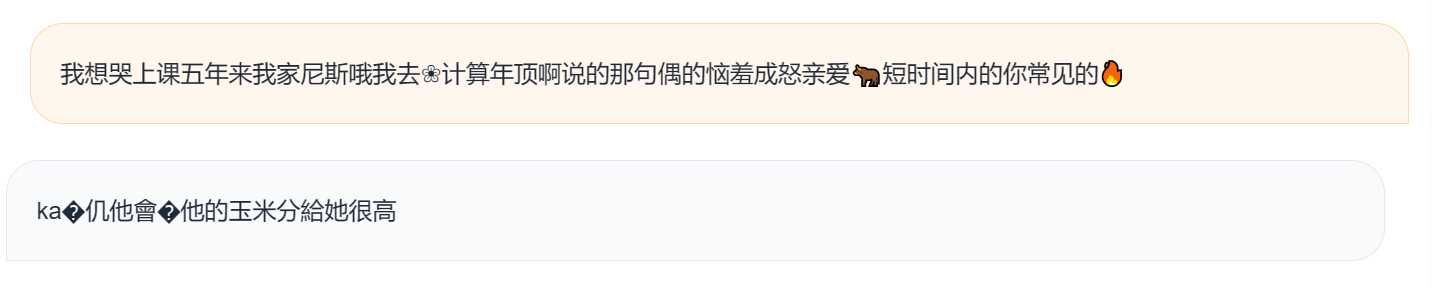 我想哭上课五年来我家尼斯哦我去❀计算年顶啊说的那句偶的恼羞成怒亲爱🐂短时间内的你常见的🔥
ka�仉他會�他的玉米分給她很高